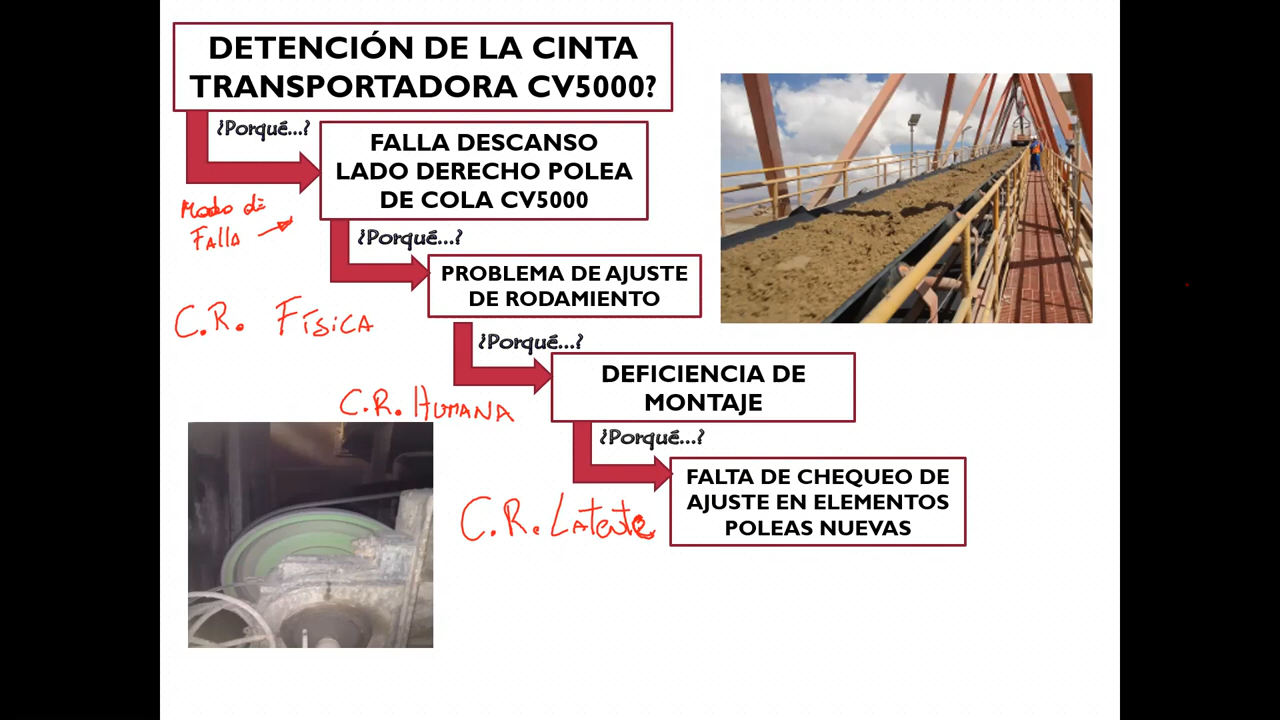 DETENCIÓN DE LA CINTA
TRANSPORTADORA CV5000?
¿Porqué...?
FALLA DESCANSO
LADO DERECHO POLEA
DE COLA CV5000
Modo de
Falla
¿Porqué...?
PROBLEMA DE AJUSTE
DE RODAMIENTO
C.R. Física
¿Porqué...?
DEFICIENCIA DE
MONTAJE
C.R. HUMANA
¿Porqué...?
FALTA DE CHEQUEO DE
AJUSTE EN ELEMENTOS
POLEAS NUEVAS
C.R. Latente